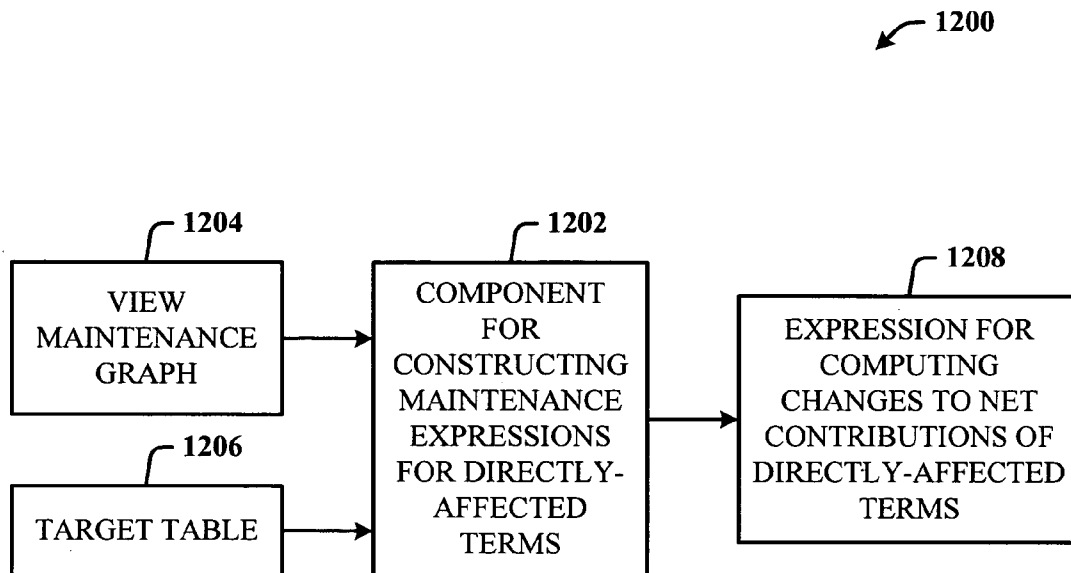 1200
1204
VIEW
MAINTENANCE
GRAPH
1206
TARGET TABLE
1202
COMPONENT
FOR
CONSTRUCTING
MAINTENANCE
EXPRESSIONS
FOR DIRECTLY-
AFFECTED
TERMS
1208
EXPRESSION FOR
COMPUTING
CHANGES TO NET
CONTRIBUTIONS OF
DIRECTLY-AFFECTED
TERMS